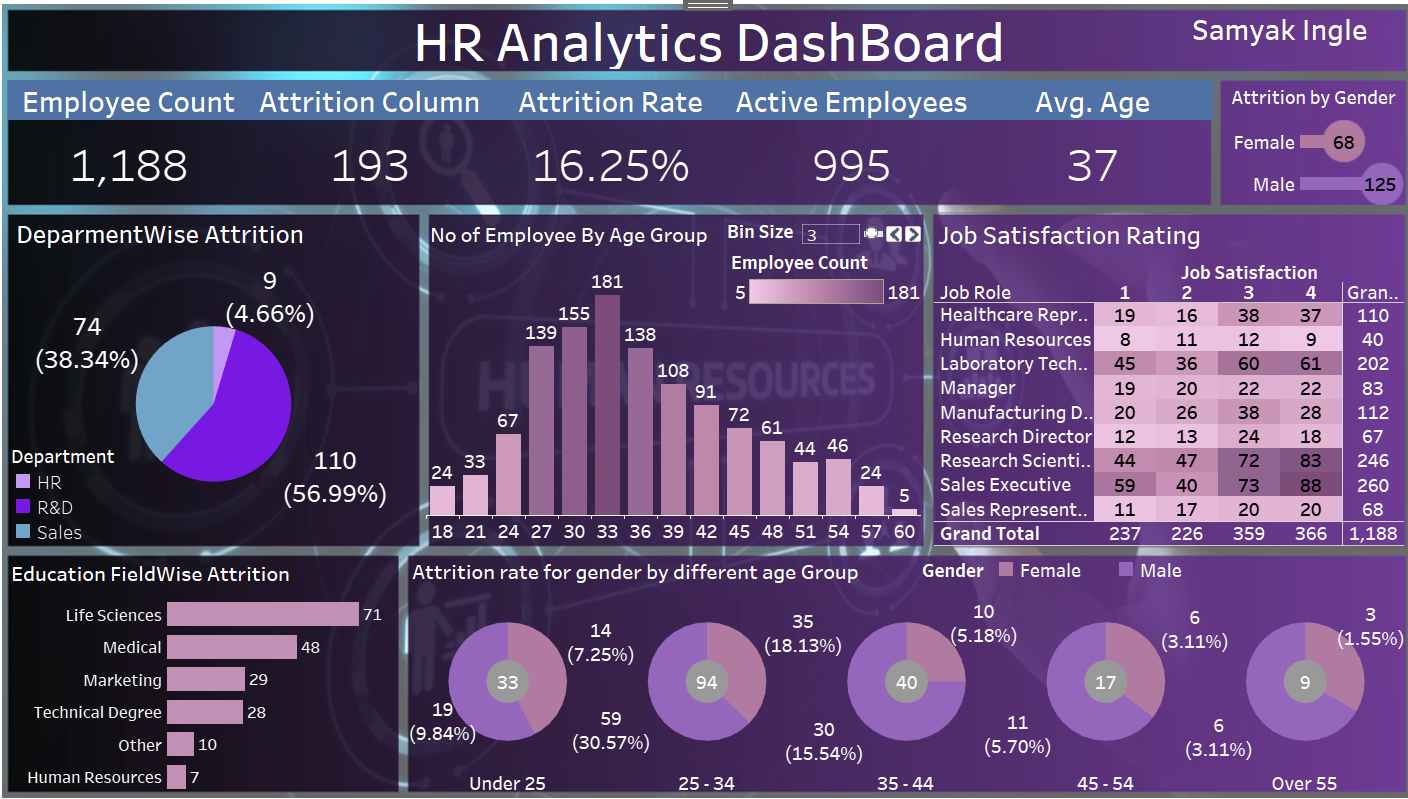 HR Analytics DashBoard
Samyak Ingle
Employee Count Attrition Column Attrition Rate Active Employees Avg. Age
1,188 193 16.25% 995 37
Attrition by Gender
Female 68
Male 125
DeparmentWise Attrition
9
(4.66%)
74
(38.34%)
110
(56.99%)
Department
HR
R&D
Sales
No of Employee By Age Group
Bin Size 3
Employee Count
5 181
24 33 67 139 155 181 138 108 91 72 61 44 46 24 5
18 21 24 27 30 33 36 39 42 45 48 51 54 57 60
HUMAN RESOURCES
Job Satisfaction Rating
Job Satisfaction
Job Role 1 2 3 4 Gran..
Healthcare Repr.. 19 16 38 37 110
Human Resources 8 11 12 9 40
Laboratory Tech.. 45 36 60 61 202
Manager 19 20 22 22 83
Manufacturing D.. 20 26 38 28 112
Research Director 12 13 24 18 67
Research Scienti.. 44 47 72 83 246
Sales Executive 59 40 73 88 260
Sales Represent.. 11 17 20 20 68
Grand Total 237 226 359 366 1,188
Education FieldWise Attrition
Life Sciences 71
Medical 48
Marketing 29
Technical Degree 28
Other 10
Human Resources 7
Attrition rate for gender by different age Group
Gender Female Male
14
(7.25%)
33
19
(9.84%)
Under 25
35
(18.13%)
94
59
(30.57%)
25 - 34
10
(5.18%)
40
30
(15.54%)
35 - 44
6
(3.11%)
17
11
(5.70%)
45 - 54
3
(1.55%)
9
6
(3.11%)
Over 55